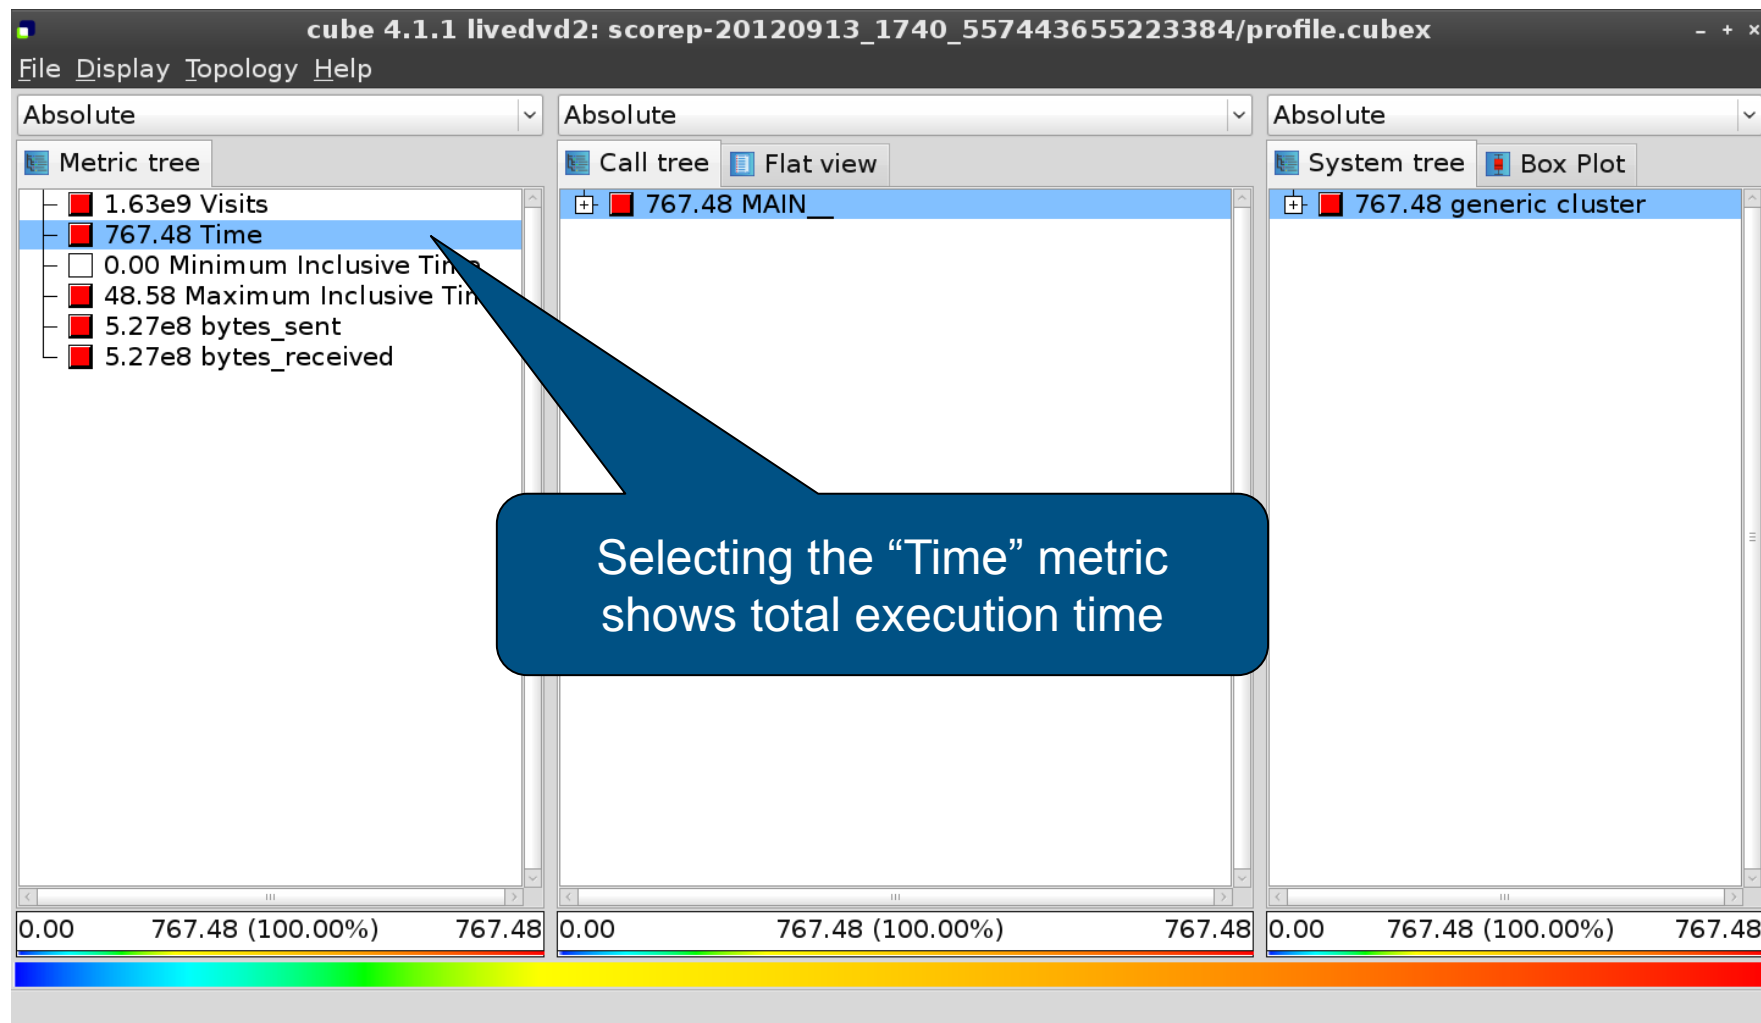 cube 4.1.1 livedvd2: scorep-20120913_1740_557443655223384/profile.cubex
File Display Topology Help
Absolute
Absolute
Absolute
Metric tree
Call tree
Flat view
System tree
Box Plot
1.63e9 Visits
767.48 Time
0.00 Minimum Inclusive Time
48.58 Maximum Inclusive Tim
5.27e8 bytes_sent
5.27e8 bytes_received
767.48 MAIN__
767.48 generic cluster
Selecting the “Time” metric
shows total execution time
0.00 767.48 (100.00%) 767.48
0.00 767.48 (100.00%) 767.48
0.00 767.48 (100.00%) 767.48